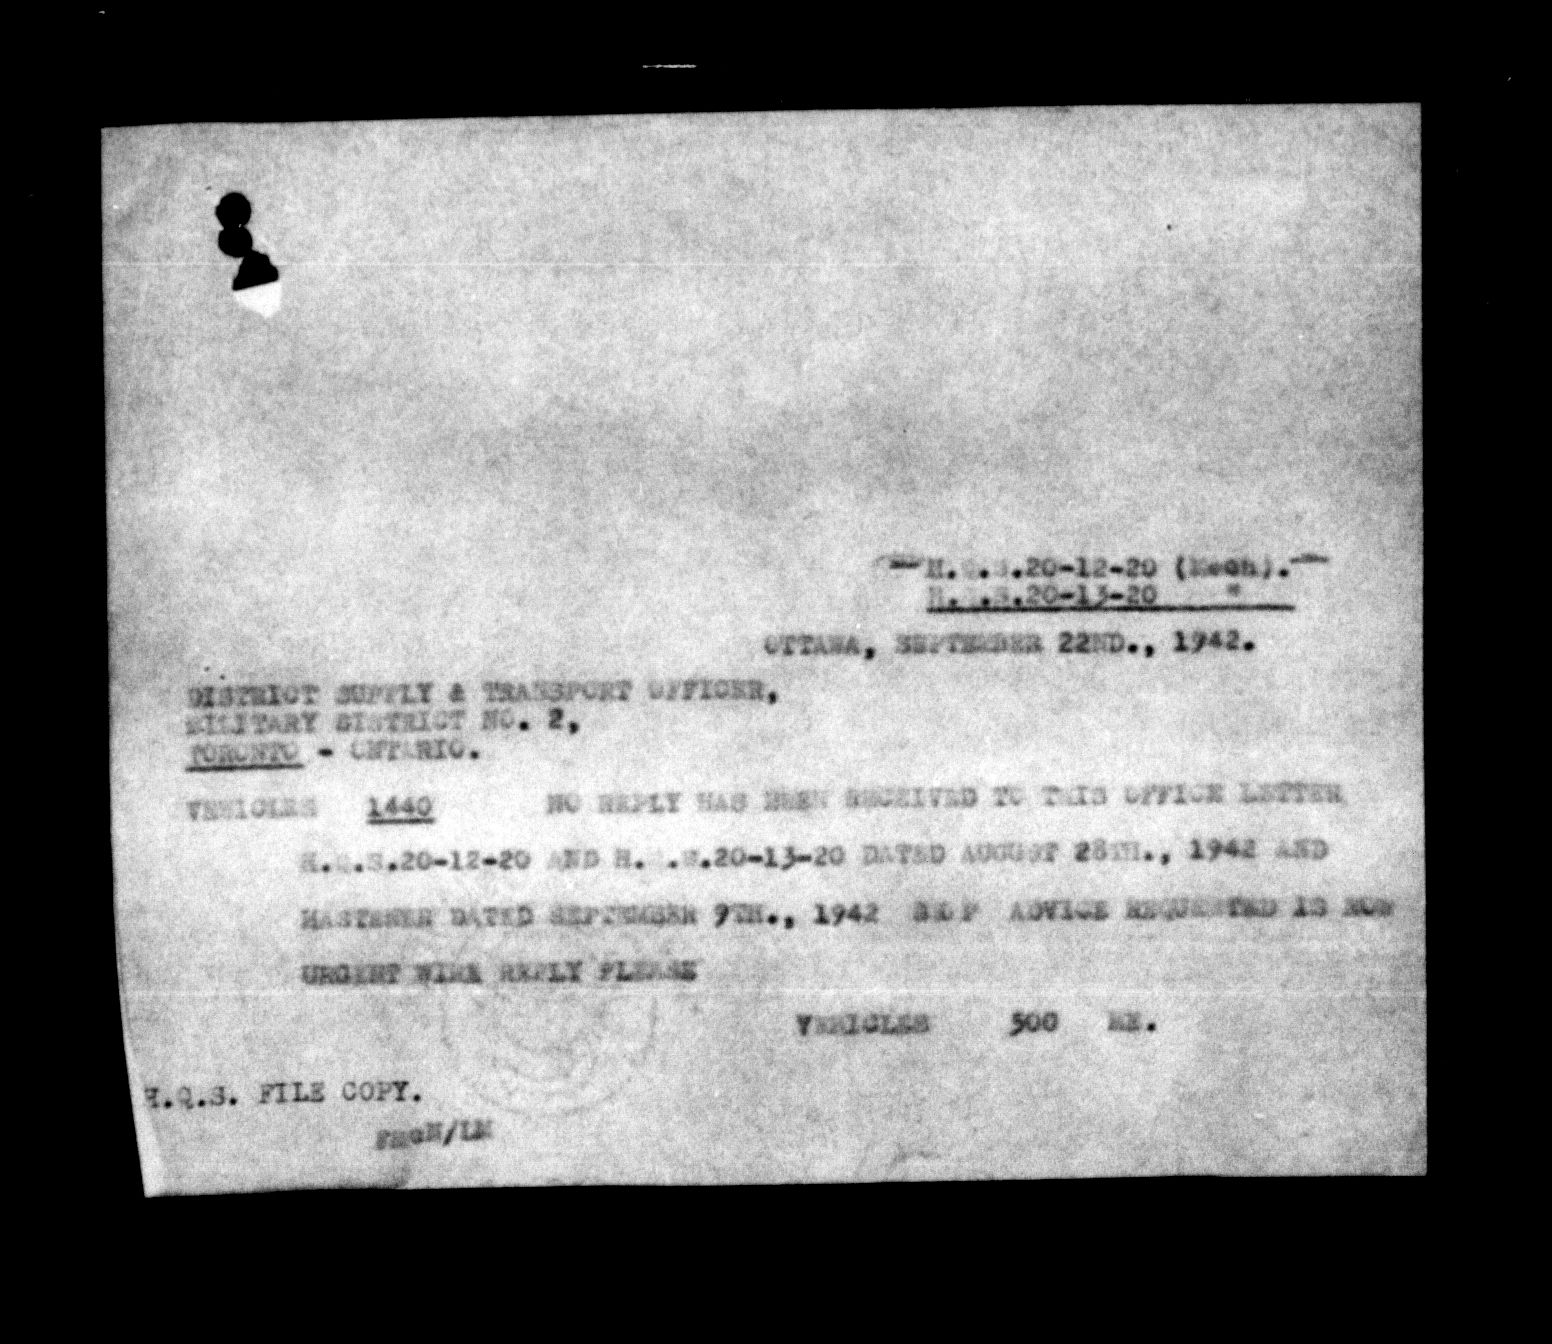 H.Q.S.20-12-20 (Mech).
H.Q.S.20-13-20 "
OTTAWA, SEPTEMBER 22ND., 1942.
DISTRICT SUPPLY & TRANSPORT OFFICER,
MILITARY DISTRICT NO. 2,
TORONTO - ONTARIO.
VEHICLES 1440 NO REPLY HAS BEEN RECEIVED TO THIS OFFICE LETTER
H.Q.S.20-12-20 AND H.Q.S.20-13-20 DATED AUGUST 28TH., 1942 AND
HASTENER DATED SEPTEMBER 9TH., 1942 ADVICE REQUESTED IS NOW
URGENT WIRE REPLY PLEASE
VEHICLES 500
H.Q.S. FILE COPY.